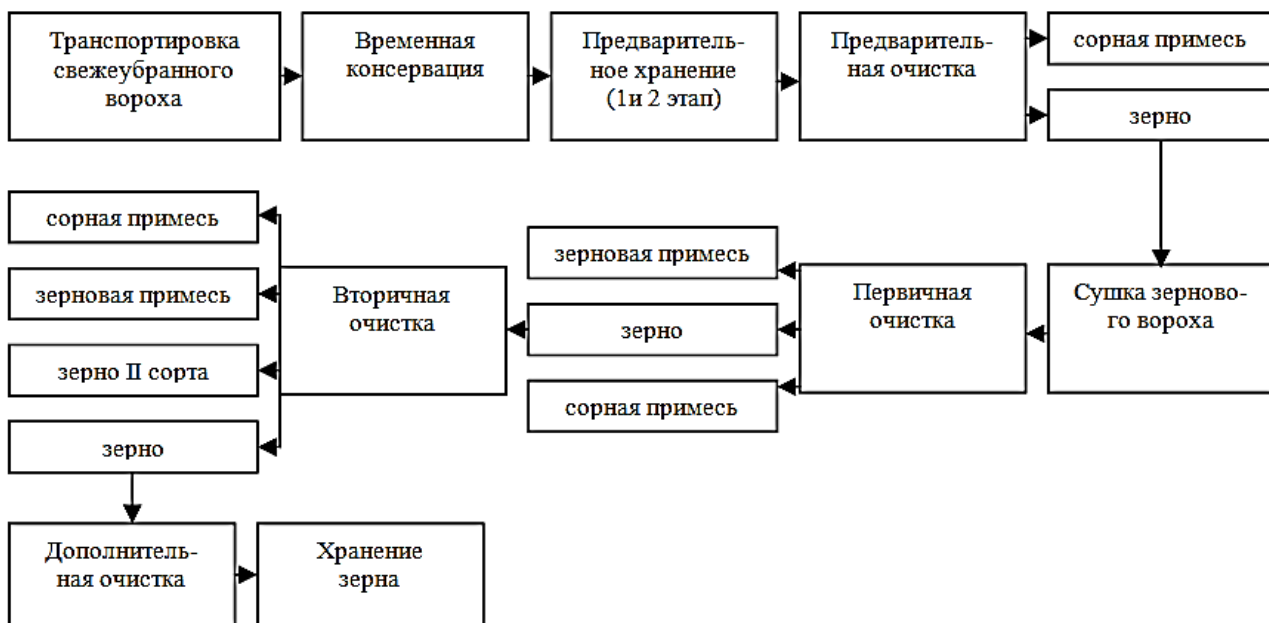 Транспортировка
свежеубранного
вороха
Временная
консервация
Предваритель-
ное хранение
(1и 2 этап)
Предваритель-
ная очистка
сорная примесь
зерно
Сушка зерново-
го вороха
Первичная
очистка
зерновая примесь
зерно
сорная примесь
Вторичная
очистка
сорная примесь
зерновая примесь
зерно II сорта
зерно
Дополнитель-
ная очистка
Хранение
зерна